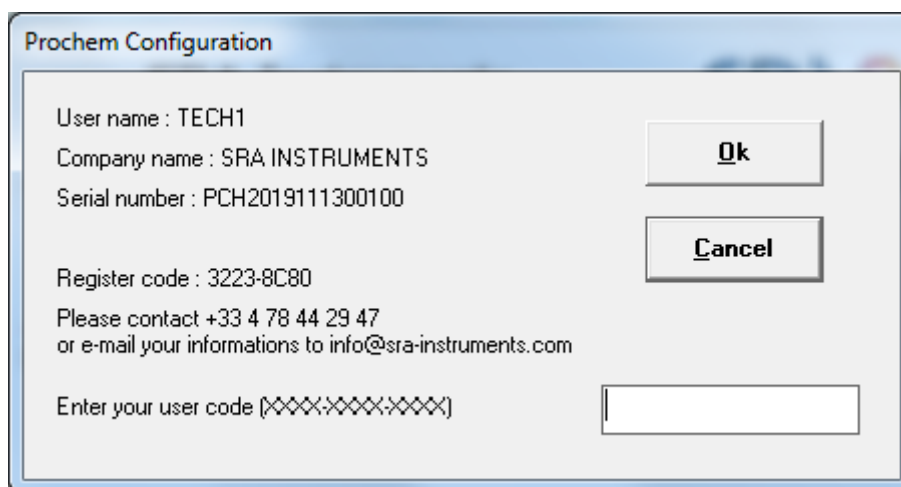 Prochem Configuration
User name : TECH1
Company name : SRA INSTRUMENTS
Serial number : PCH2019111300100
Register code : 3223-8C80
Please contact +33 4 78 44 29 47
or e-mail your informations to info@sra-instruments.com
Enter your user code (XXXX-XXXX-XXXX)
Ok
Cancel